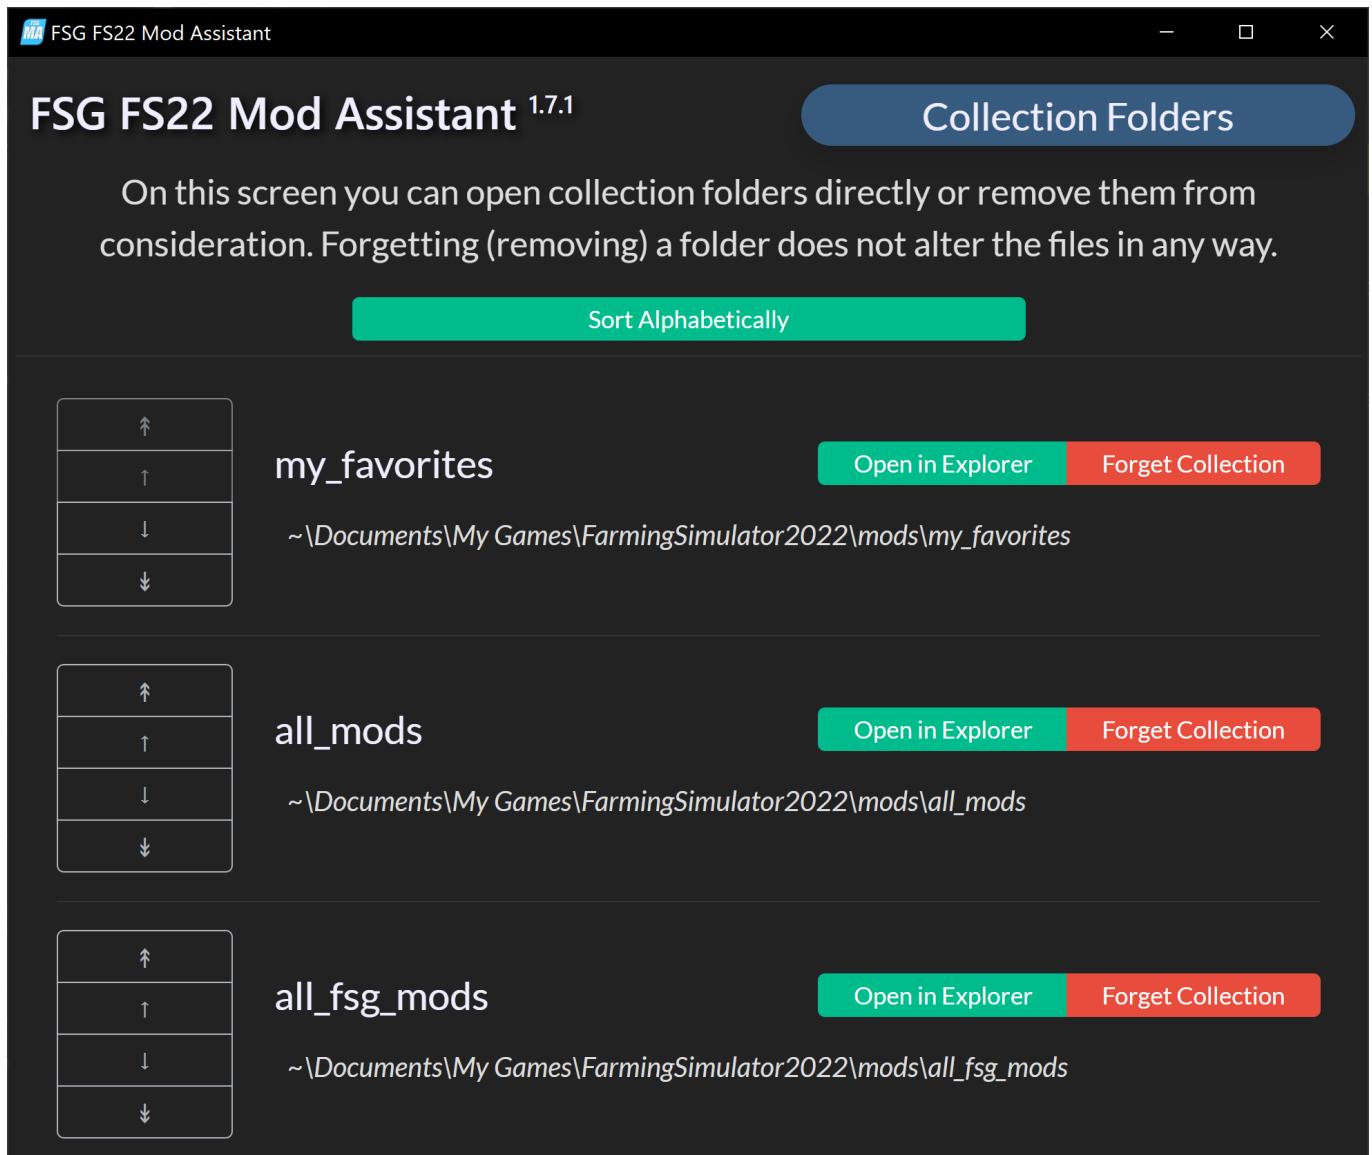 FSG FS22 Mod Assistant
FSG FS22 Mod Assistant 1.7.1
Collection Folders
On this screen you can open collection folders directly or remove them from
consideration. Forgetting (removing) a folder does not alter the files in any way.
Sort Alphabetically
↟
↑
↓
↡
my_favorites
Open in Explorer
Forget Collection
~\Documents\My Games\FarmingSimulator2022\mods\my_favorites
↟
↑
↓
↡
all_mods
Open in Explorer
Forget Collection
~\Documents\My Games\FarmingSimulator2022\mods\all_mods
↟
↑
↓
↡
all_fsg_mods
Open in Explorer
Forget Collection
~\Documents\My Games\FarmingSimulator2022\mods\all_fsg_mods